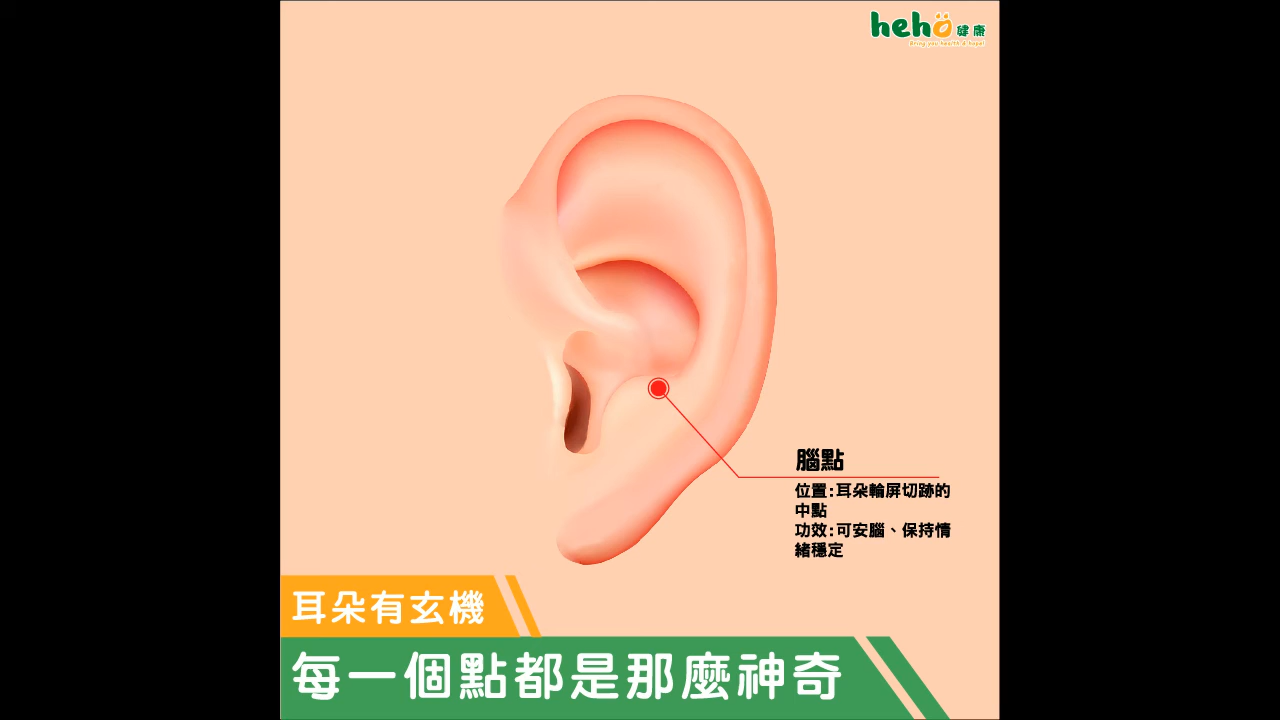 heho健康
Bring you health & hope!
腦點
位置:耳朵輪屏切跡的
中點
功效:可安腦、保持情
緒穩定
耳朵有玄機
每一個點都是那麼神奇